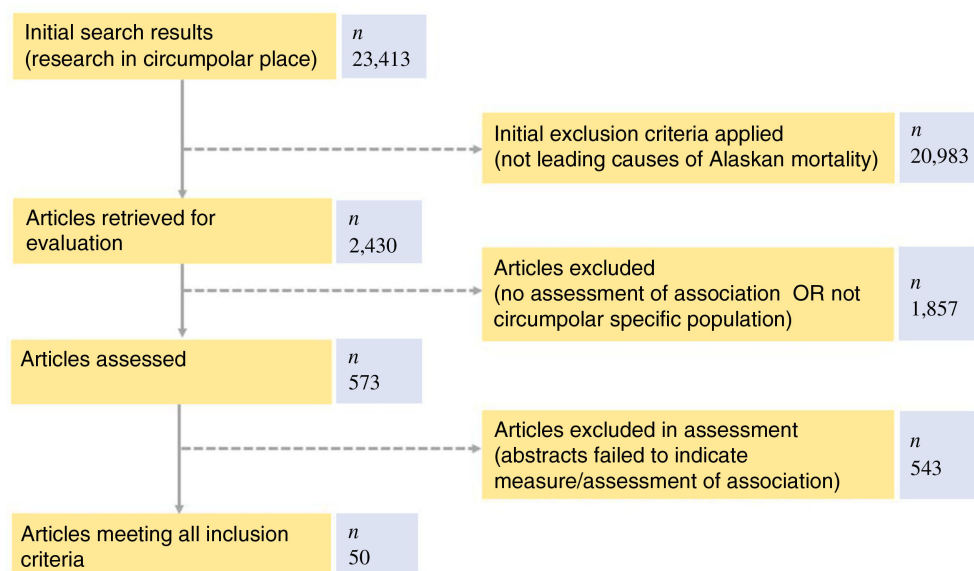 Initial search results
(research in circumpolar place)
n
23,413
Initial exclusion criteria applied
(not leading causes of Alaskan mortality)
n
20,983
Articles retrieved for
evaluation
n
2,430
Articles excluded
(no assessment of association  OR not
circumpolar specific population)
n
1,857
Articles assessed
n
573
Articles excluded in assessment
(abstracts failed to indicate
measure/assessment of association)
n
543
Articles meeting all inclusion
criteria
n
50